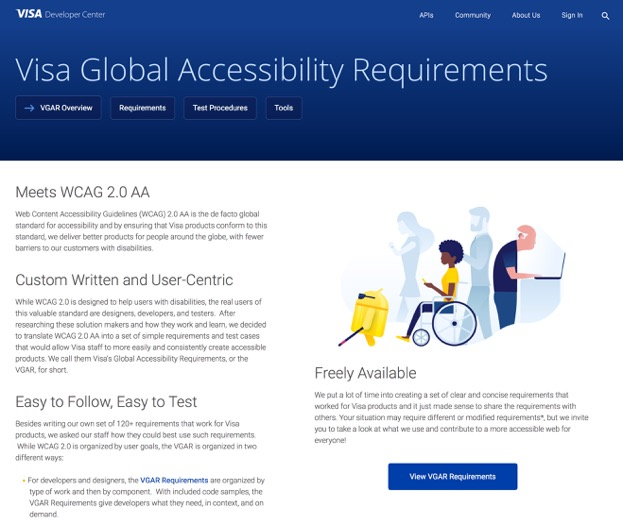 VISA Developer Center
APIs
Community
About Us
Sign In
Visa Global Accessibility Requirements
VGAR Overview
Requirements
Test Procedures
Tools
Meets WCAG 2.0 AA
Web Content Accessibility Guidelines (WCAG) 2.0 AA is the de facto global
standard for accessibility and by ensuring that Visa products conform to this
standard, we deliver better products for people around the globe, with fewer
barriers to our customers with disabilities.
Custom Written and User-Centric
While WCAG 2.0 is designed to help users with disabilities, the real users of
this valuable standard are designers, developers, and testers. After
researching these solution makers and how they work and learn, we decided
to translate WCAG 2.0 AA into a set of simple requirements and test cases
that would allow Visa staff to more easily and consistently create accessible
products. We call them Visa's Global Accessibility Requirements, or the
VGAR, for short.
Easy to Follow, Easy to Test
Besides writing our own set of 120+ requirements that work for Visa
products, we asked our staff how they could best use such requirements.
While WCAG 2.0 is organized by user goals, the VGAR is organized in two
different ways:
• For developers and designers, the VGAR Requirements are organized by
type of work and then by component. With included code samples, the
VGAR Requirements give developers what they need, in context, and on
demand.
Freely Available
We put a lot of time into creating a set of clear and concise requirements that
worked for Visa products and it just made sense to share the requirements with
others. Your situation may require different or modified requirements*, but we invite
you to take a look at what we use and contribute to a more accessible web for
everyone!
View VGAR Requirements